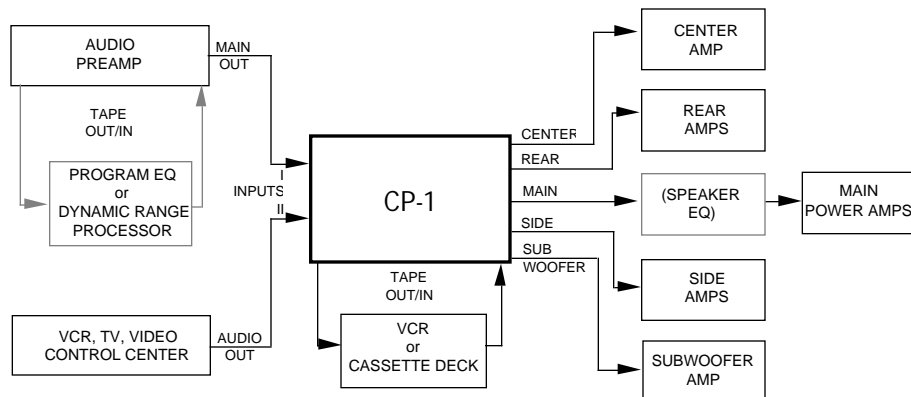 AUDIO
PREAMP
MAIN
OUT
TAPE
OUT/IN
PROGRAM EQ
or
DYNAMIC RANGE
PROCESSOR
VCR, TV, VIDEO
CONTROL CENTER
AUDIO
OUT
I
INPUTS
II
CP-1
TAPE
OUT/IN
VCR
or
CASSETTE DECK
CENTER
REAR
MAIN
SIDE
SUB
WOOFER
CENTER
AMP
REAR
AMPS
(SPEAKER
EQ)
MAIN
POWER AMPS
SIDE
AMPS
SUBWOOFER
AMP